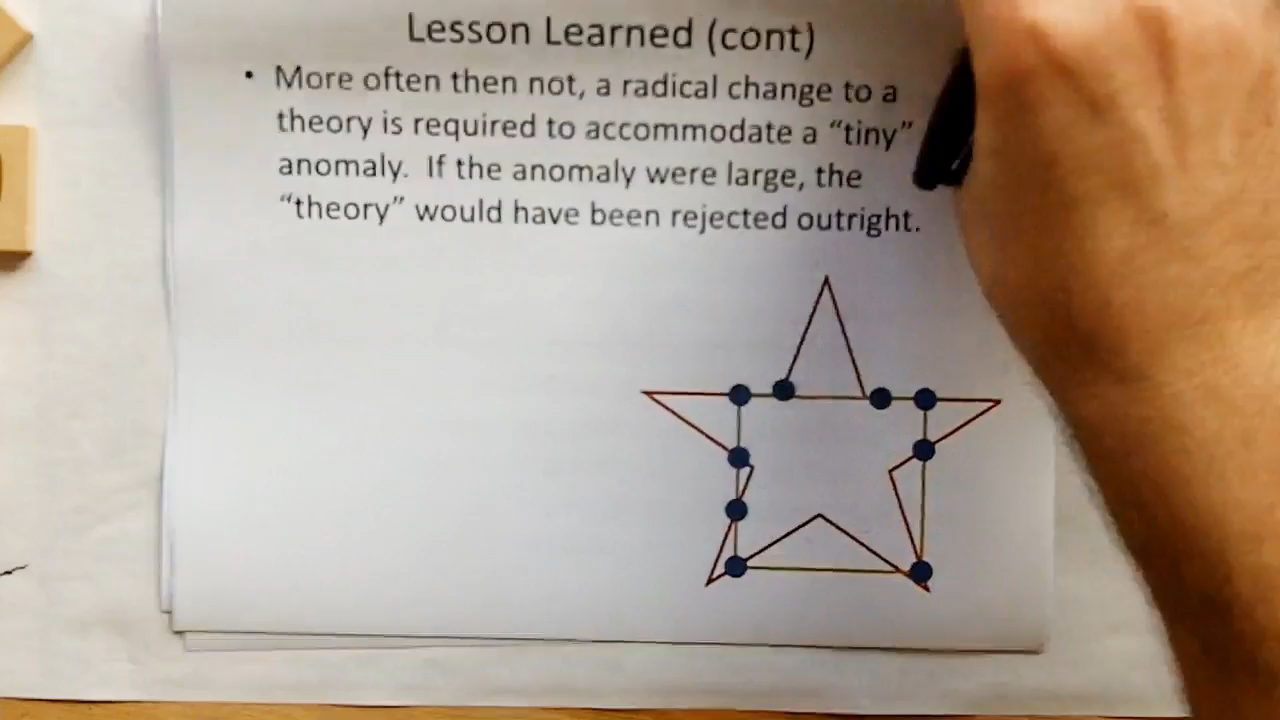 Lesson Learned (cont)
• More often then not, a radical change to a
theory is required to accommodate a “tiny”
anomaly. If the anomaly were large, the
“theory” would have been rejected outright.